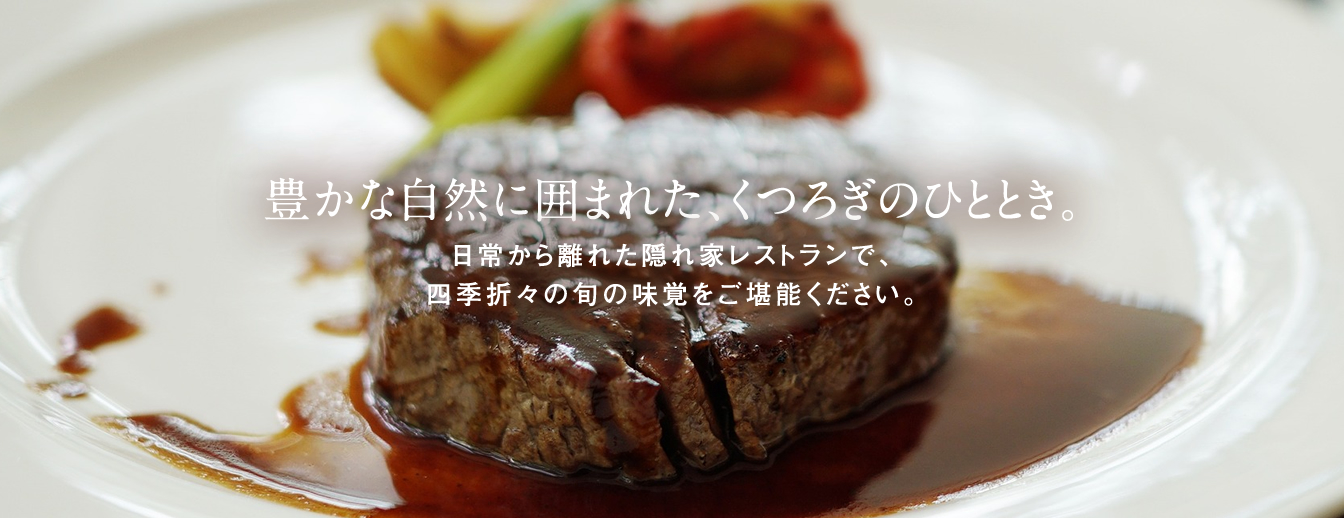 豊かな自然に囲まれた、くつろぎのひととき。
日常から離れた隠れ家レストランで、
四季折々の旬の味覚をご堪能ください。